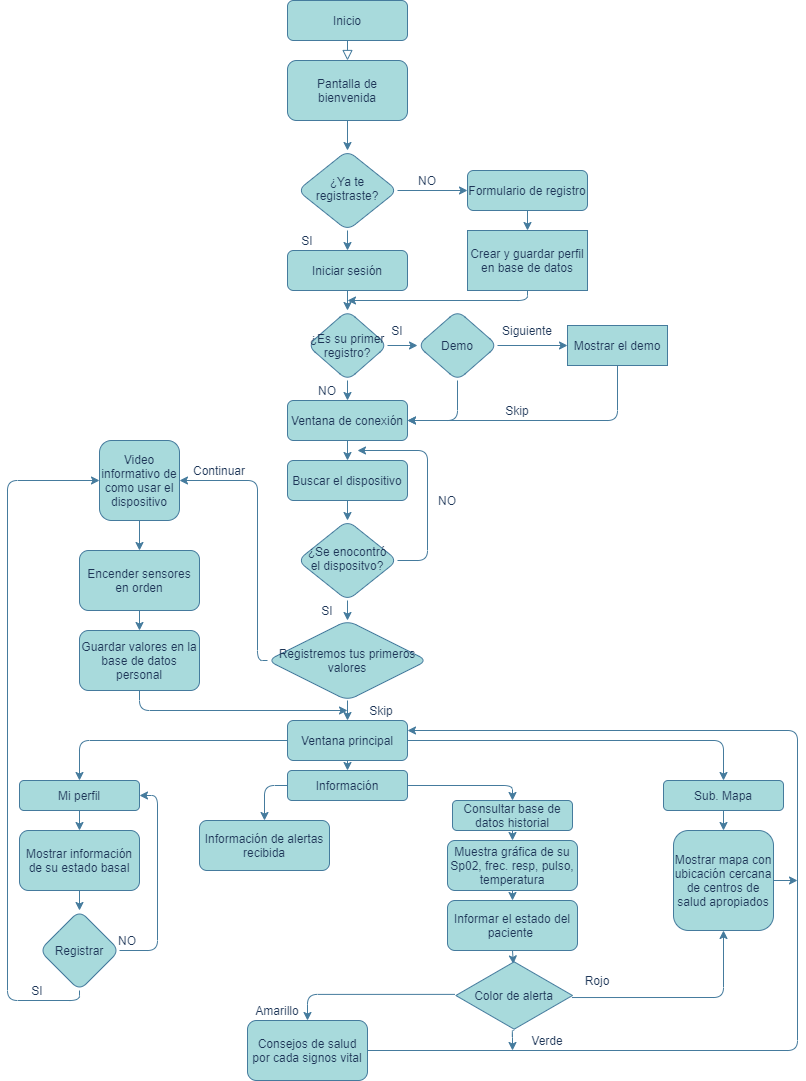 Inicio
Pantalla de
bienvenida
¿Ya te
registraste?
NO
Formulario de registro
SI
Iniciar sesión
Crear y guardar perfil
en base de datos
¿Es su primer
registro?
SI
Demo
Siguiente
Mostrar el demo
NO
Skip
Ventana de conexión
Buscar el dispositivo
NO
¿Se enocontró
el dispositvo?
SI
Registremos tus primeros
valores
Continuar
Video
informativo de
como usar el
dispositivo
Encender sensores
en orden
Guardar valores en la
base de datos
personal
Skip
Ventana principal
Mi perfil
Mostrar información
de su estado basal
Registrar
NO
SI
Información
Información de alertas
recibida
Consultar base de
datos historial
Muestra gráfica de su
Sp02, frec. resp, pulso,
temperatura
Informar el estado del
paciente
Color de alerta
Rojo
Amarillo
Verde
Consejos de salud
por cada signos vital
Sub. Mapa
Mostrar mapa con
ubicación cercana
de centros de
salud apropiados